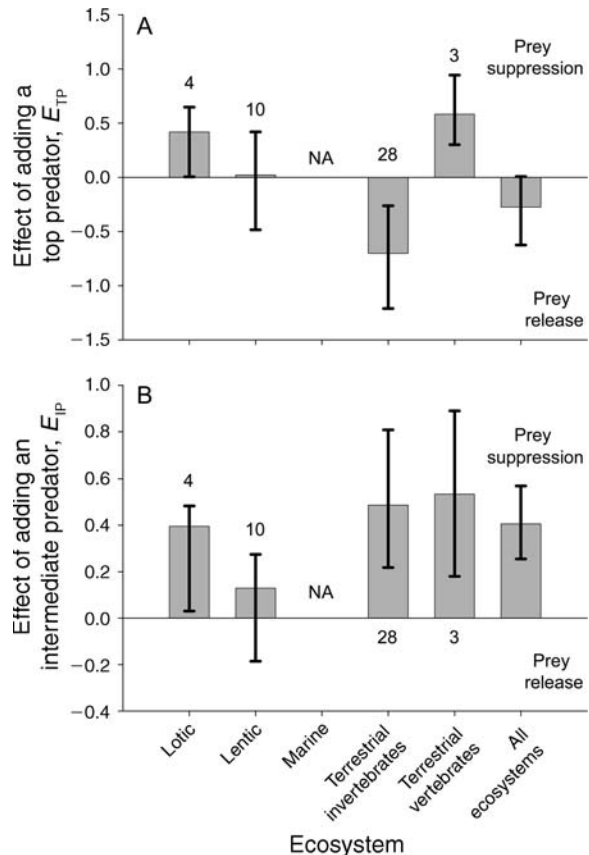 A
Prey
suppression
Effect of adding a
top predator, E_TP
1.5
1.0
0.5
0.0
−0.5
−1.0
−1.5
4
10
NA
28
3
Prey
release
B
Prey
suppression
Effect of adding an
intermediate predator, E_IP
1.0
0.8
0.6
0.4
0.2
0.0
−0.2
−0.4
4
10
NA
28
3
Prey
release
Lotic
Lentic
Marine
Terrestrial
invertebrates
Terrestrial
vertebrates
All
ecosystems
Ecosystem